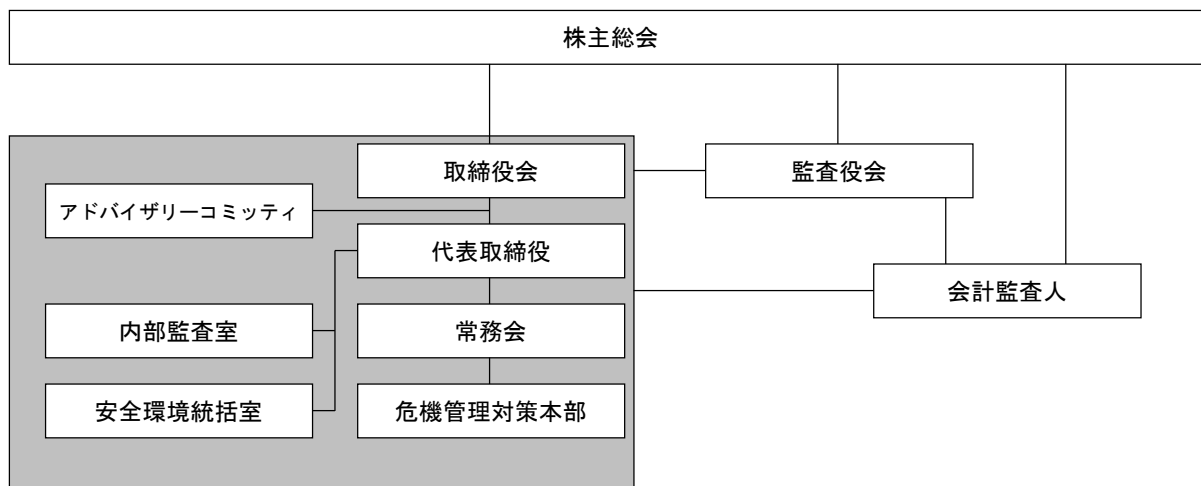 株主総会
取締役会
監査役会
アドバイザリーコミッティ
代表取締役
会計監査人
内部監査室
常務会
安全環境統括室
危機管理対策本部